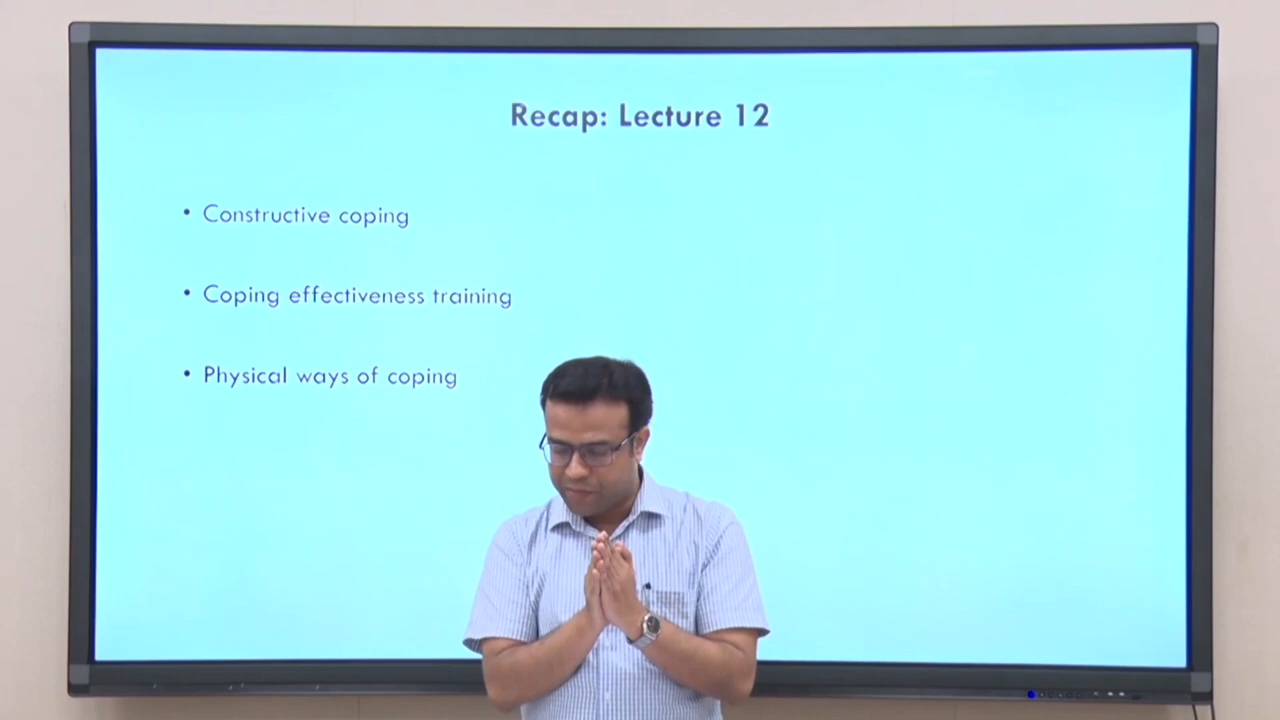 Recap: Lecture 12
• Constructive coping
• Coping effectiveness training
• Physical ways of coping